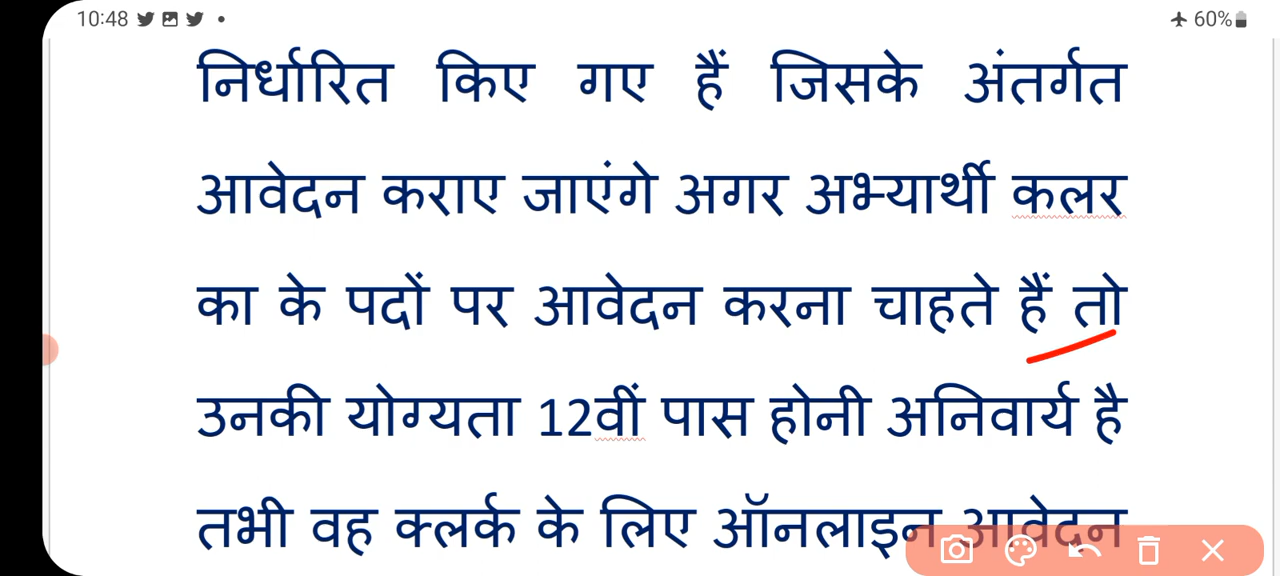 10:48
60%
निर्धारित किए गए हैं जिसके अंतर्गत
आवेदन कराए जाएंगे अगर अभ्यार्थी कलर
का के पदों पर आवेदन करना चाहते हैं तो
उनकी योग्यता 12वीं पास होनी अनिवार्य है
तभी वह क्लर्क के लिए ऑनलाइन आवेदन